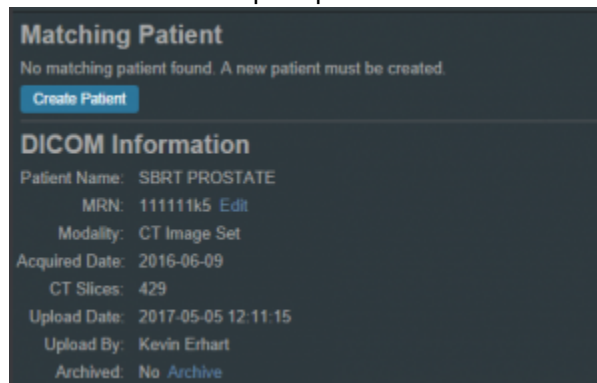 Matching Patient
No matching patient found. A new patient must be created.
Create Patient
DICOM Information
Patient Name: SBRT PROSTATE
MRN: 111111k5 Edit
Modality: CT Image Set
Acquired Date: 2016-06-09
CT Slices: 429
Upload Date: 2017-05-05 12:11:15
Upload By: Kevin Erhart
Archived: No Archive